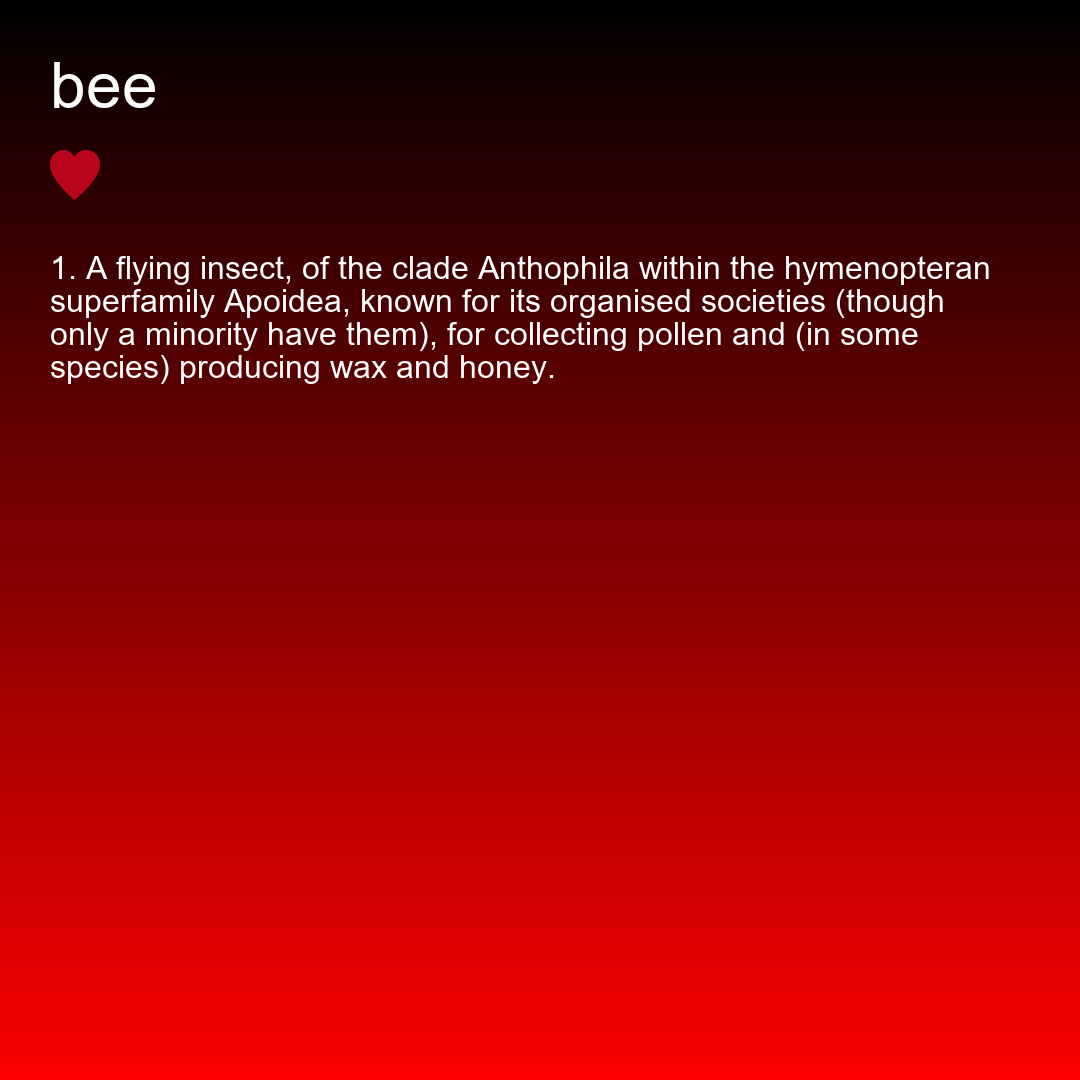 bee
1. A flying insect, of the clade Anthophila within the hymenopteran
superfamily Apoidea, known for its organised societies (though
only a minority have them), for collecting pollen and (in some
species) producing wax and honey.